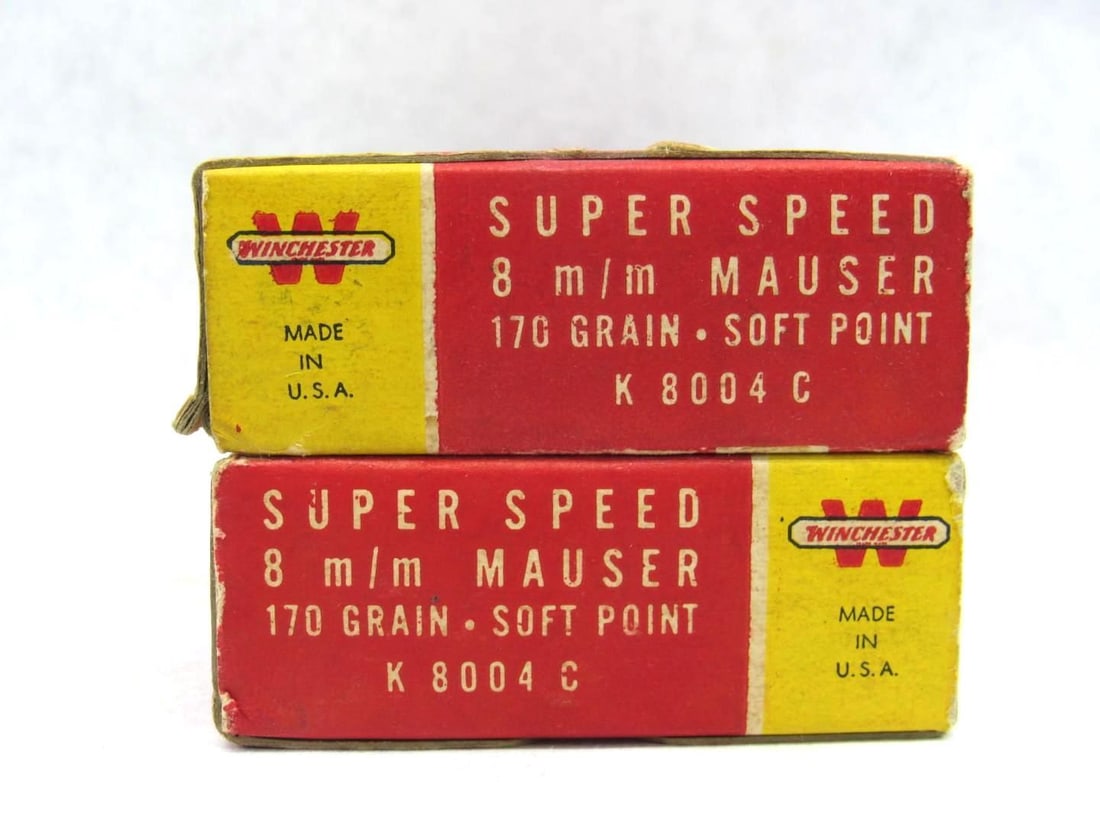 WINCHESTER
W
MADE
IN
U.S.A.
SUPER SPEED
8 m/m MAUSER
170 GRAIN • SOFT POINT
K 8004 C
SUPER SPEED
8 m/m MAUSER
170 GRAIN • SOFT POINT
K 8004 C
WINCHESTER
W
MADE
IN
U.S.A.